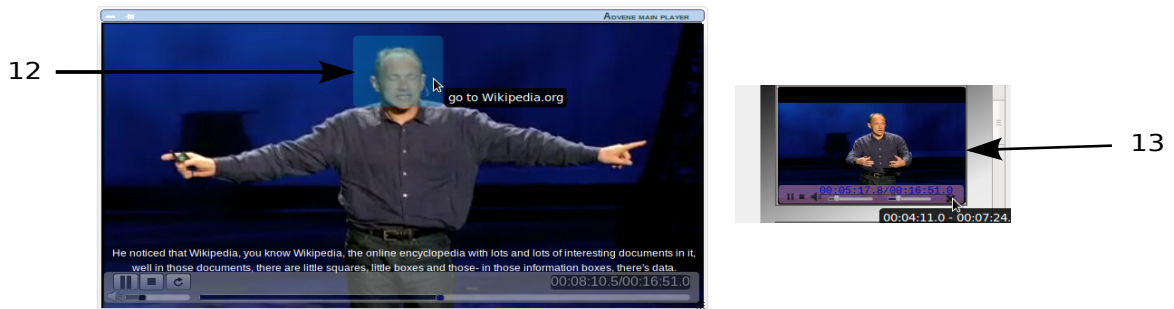 ADVENE MAIN PLAYER
12
go to Wikipedia.org
He noticed that Wikipedia, you know Wikipedia, the online encyclopedia with lots and lots of interesting documents in it,
well in those documents, there are little squares, little boxes and those- in those information boxes, there's data.
00:08:10.5/00:16:51.0
13
00:05:17.8/00:16:51.0
00:04:11.0 - 00:07:24.